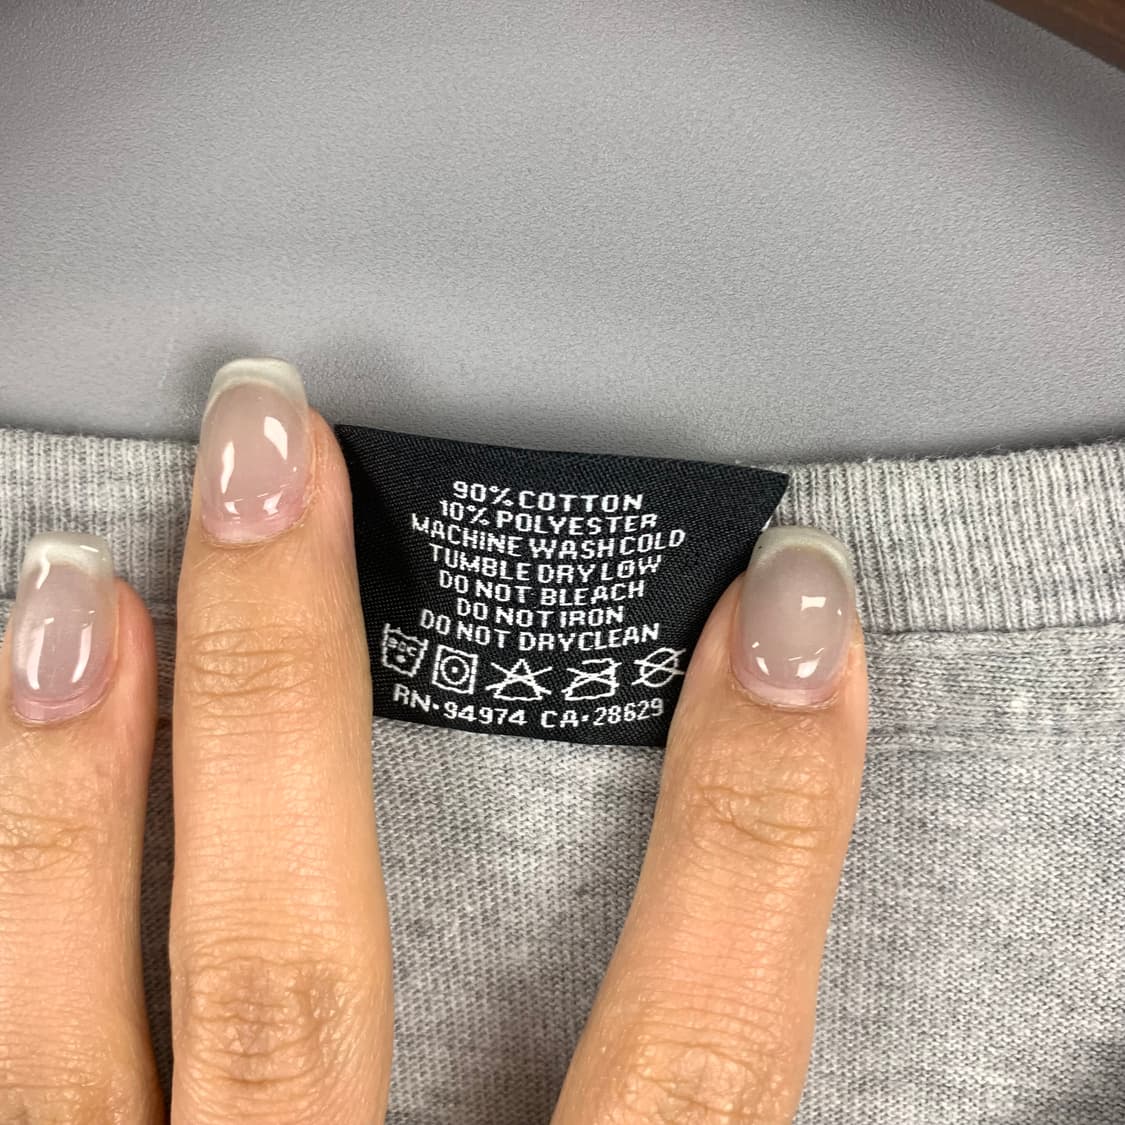 90% COTTON
10% POLYESTER
MACHINE WASH COLD
TUMBLE DRY LOW
DO NOT BLEACH
DO NOT IRON
DO NOT DRYCLEAN
30C
RN·94974 CA·28629